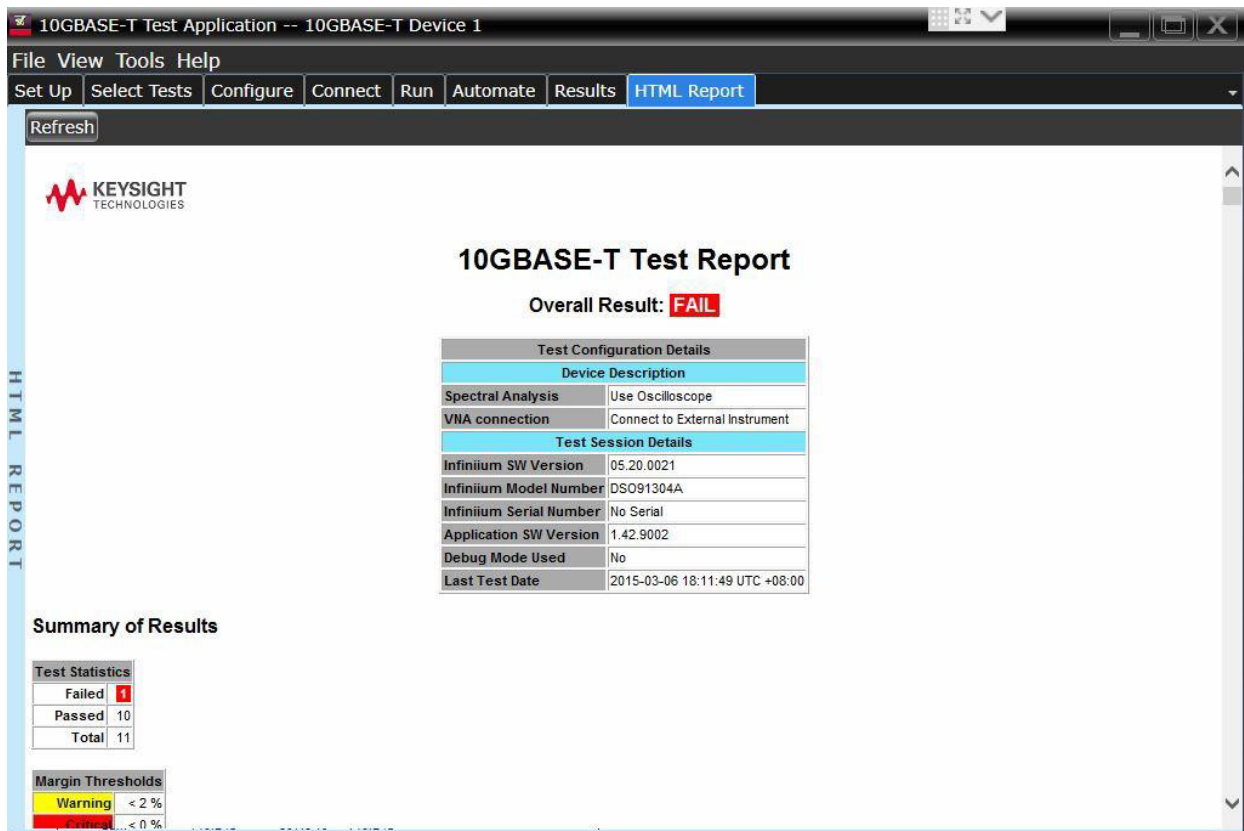 10GBASE-T Test Application -- 10GBASE-T Device 1
File View Tools Help
Set Up Select Tests Configure Connect Run Automate Results HTML Report
Refresh
HTML REPORT
KEYSIGHT
TECHNOLOGIES
10GBASE-T Test Report
Overall Result: FAIL
Test Configuration Details
Device Description
Spectral Analysis Use Oscilloscope
VNA connection Connect to External Instrument
Test Session Details
Infiniium SW Version 05.20.0021
Infiniium Model Number DSO91304A
Infiniium Serial Number No Serial
Application SW Version 1.42.9002
Debug Mode Used No
Last Test Date 2015-03-06 18:11:49 UTC +08:00
Summary of Results
Test Statistics
Failed 1
Passed 10
Total 11
Margin Thresholds
Warning < 2 %
Critical < 0 %